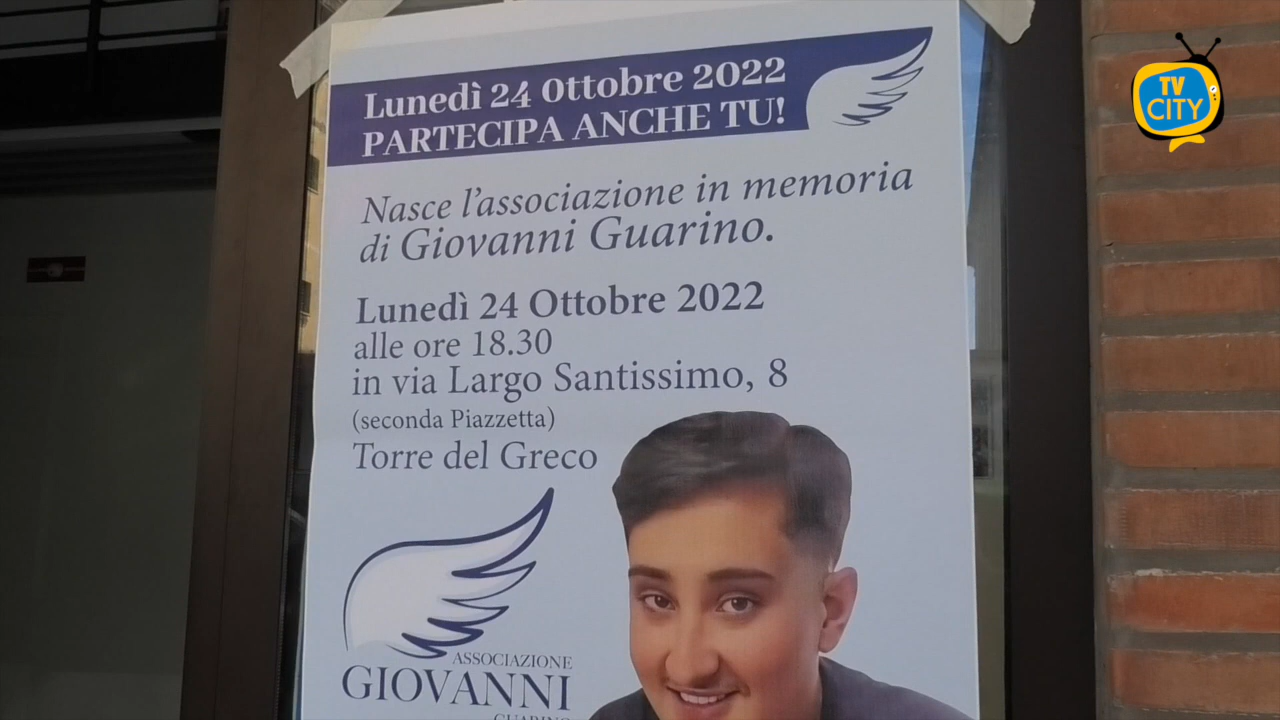 Lunedì 24 Ottobre 2022
PARTECIPA ANCHE TU!
Nasce l'associazione in memoria
di Giovanni Guarino.
Lunedì 24 Ottobre 2022
alle ore 18.30
in via Largo Santissimo, 8
(seconda Piazzetta)
Torre del Greco
ASSOCIAZIONE
GIOVANNI
GUARINO
TV
CITY